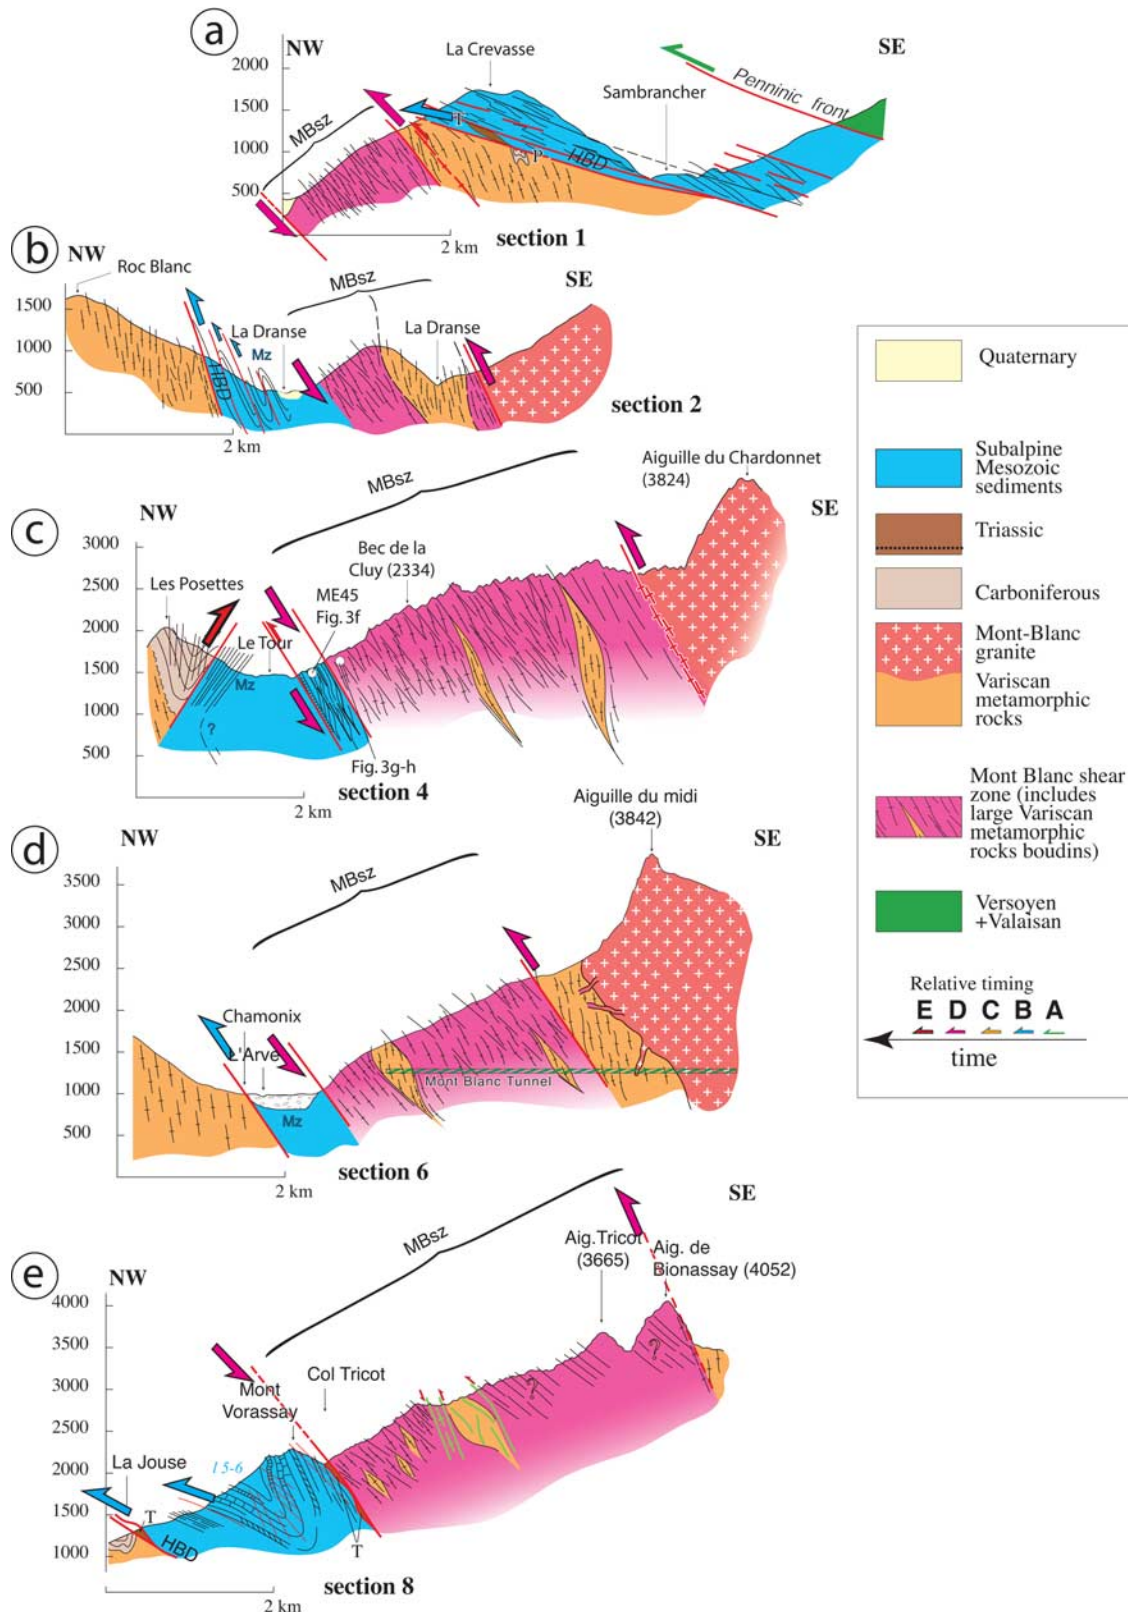 a
NW
La Crevasse
SE
2000
1500
1000
500
MBsz
T
P
HBD
Sambrancher
Penninic front
section 1
2 km
b
NW
Roc Blanc
MBsz
SE
1500
1000
500
La Dranse
Mz
HBD
La Dranse
section 2
2 km
c
NW
MBsz
Aiguille du Chardonnet
(3824)
SE
3000
2500
2000
1500
1000
500
Les Posettes
Bec de la
Cluy (2334)
ME45
Fig. 3f
Le Tour
Mz
?
Fig. 3g-h
section 4
2 km
d
NW
MBsz
Aiguille du midi
(3842)
SE
3500
3000
2500
2000
1500
1000
500
Chamonix
L'Arve
Mz
Mont Blanc Tunnel
section 6
2 km
e
NW
MBsz
SE
4000
3500
3000
2500
2000
1500
1000
Aig.Tricot
(3665)
Aig. de
Bionassay (4052)
Col Tricot
Mont
Vorassay
La Jouse
l 5-6
T
HBD
T
?
?
section 8
2 km
Quaternary
Subalpine
Mesozoic
sediments
Triassic
Carboniferous
Mont-Blanc
granite
Variscan
metamorphic
rocks
Mont Blanc shear
zone (includes
large Variscan
metamorphic
rocks boudins)
Versoyen
+Valaisan
Relative timing
E D C B A
time